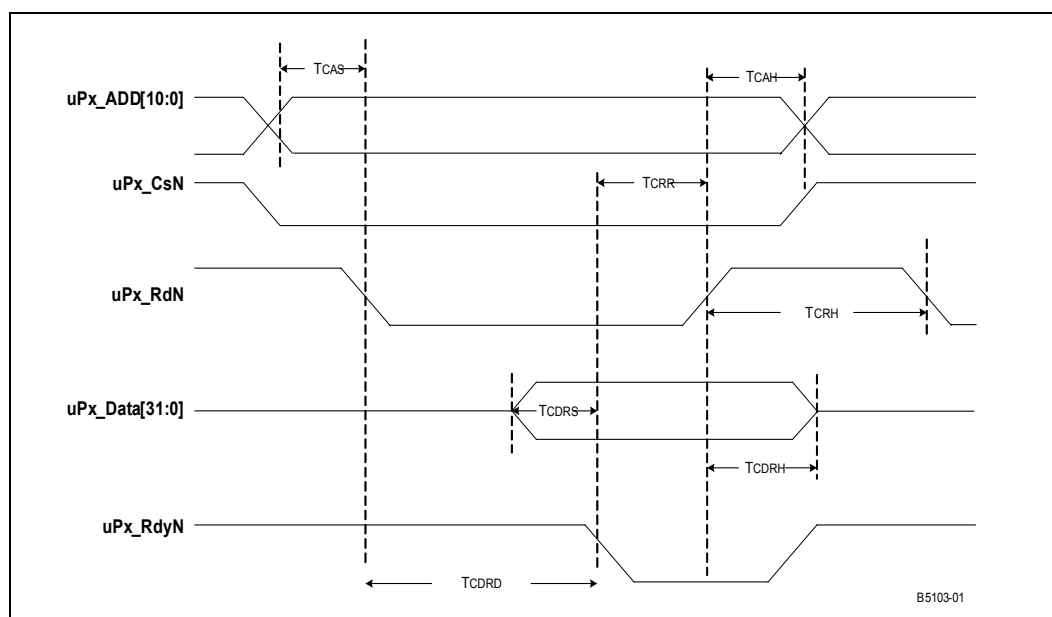 TCAS
TCAH
uPx_ADD[10:0]
TCRR
uPx_CsN
uPx_RdN
TCRH
uPx_Data[31:0]
TCDRS
TCDRH
uPx_RdyN
TCDRD
B5103-01